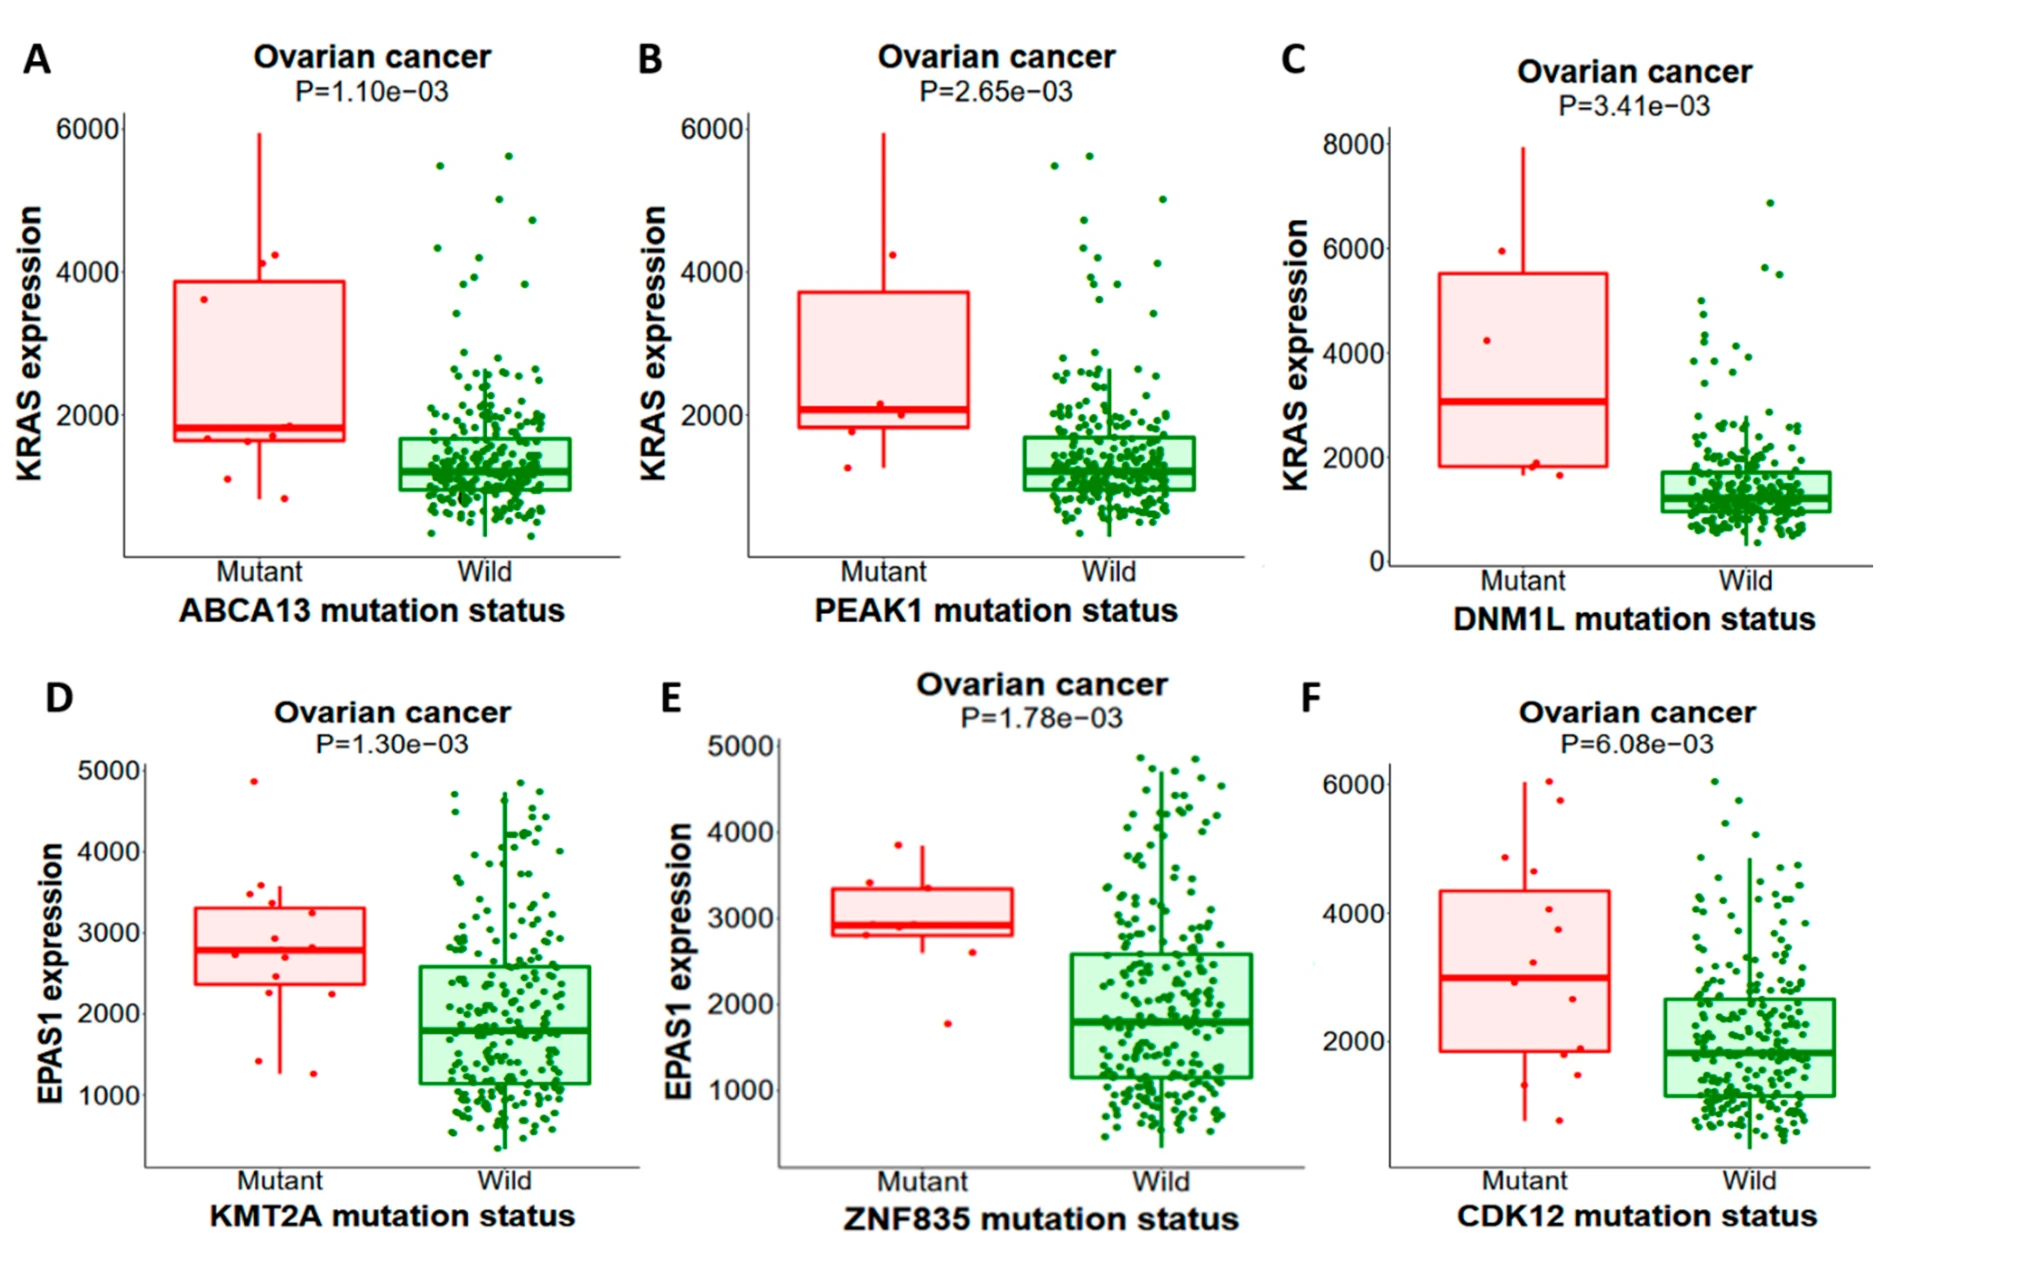 A
Ovarian cancer
P=1.10e−03
KRAS expression
6000
4000
2000
Mutant Wild
ABCA13 mutation status
B
Ovarian cancer
P=2.65e−03
KRAS expression
6000
4000
2000
Mutant Wild
PEAK1 mutation status
C
Ovarian cancer
P=3.41e−03
KRAS expression
8000
6000
4000
2000
0
Mutant Wild
DNM1L mutation status
D
Ovarian cancer
P=1.30e−03
EPAS1 expression
5000
4000
3000
2000
1000
Mutant Wild
KMT2A mutation status
E
Ovarian cancer
P=1.78e−03
EPAS1 expression
5000
4000
3000
2000
1000
Mutant Wild
ZNF835 mutation status
F
Ovarian cancer
P=6.08e−03
6000
4000
2000
Mutant Wild
CDK12 mutation status